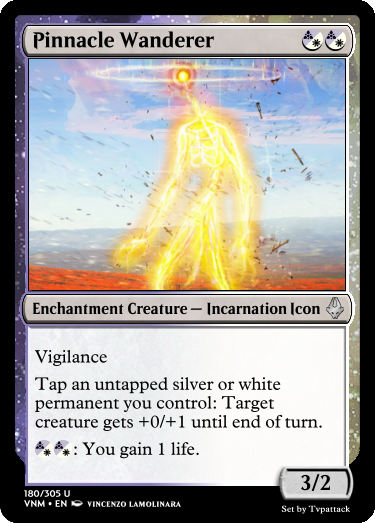 Pinnacle Wanderer
Enchantment Creature — Incarnation Icon
Vigilance
Tap an untapped silver or white
permanent you control: Target
creature gets +0/+1 until end of turn.
: You gain 1 life.
3/2
180/305 U
VNM • EN VINCENZO LAMOLINARA
Set by Tvpattack